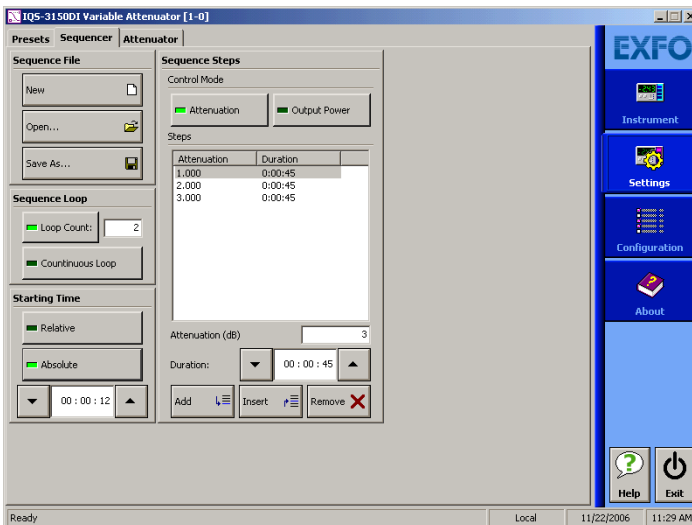 IQS-3150DI Variable Attenuator [1-0]
Presets Sequencer Attenuator
Sequence File
New
Open...
Save As...
Sequence Loop
Loop Count: 2
Countinuous Loop
Starting Time
Relative
Absolute
00 : 00 : 12
Sequence Steps
Control Mode
Attenuation Output Power
Steps
Attenuation Duration
1.000 0:00:45
2.000 0:00:45
3.000 0:00:45
Attenuation (dB) 3
Duration: 00 : 00 : 45
Add Insert Remove
EXFO
Instrument
Settings
Configuration
About
Help Exit
Ready Local 11/22/2006 11:29 AM